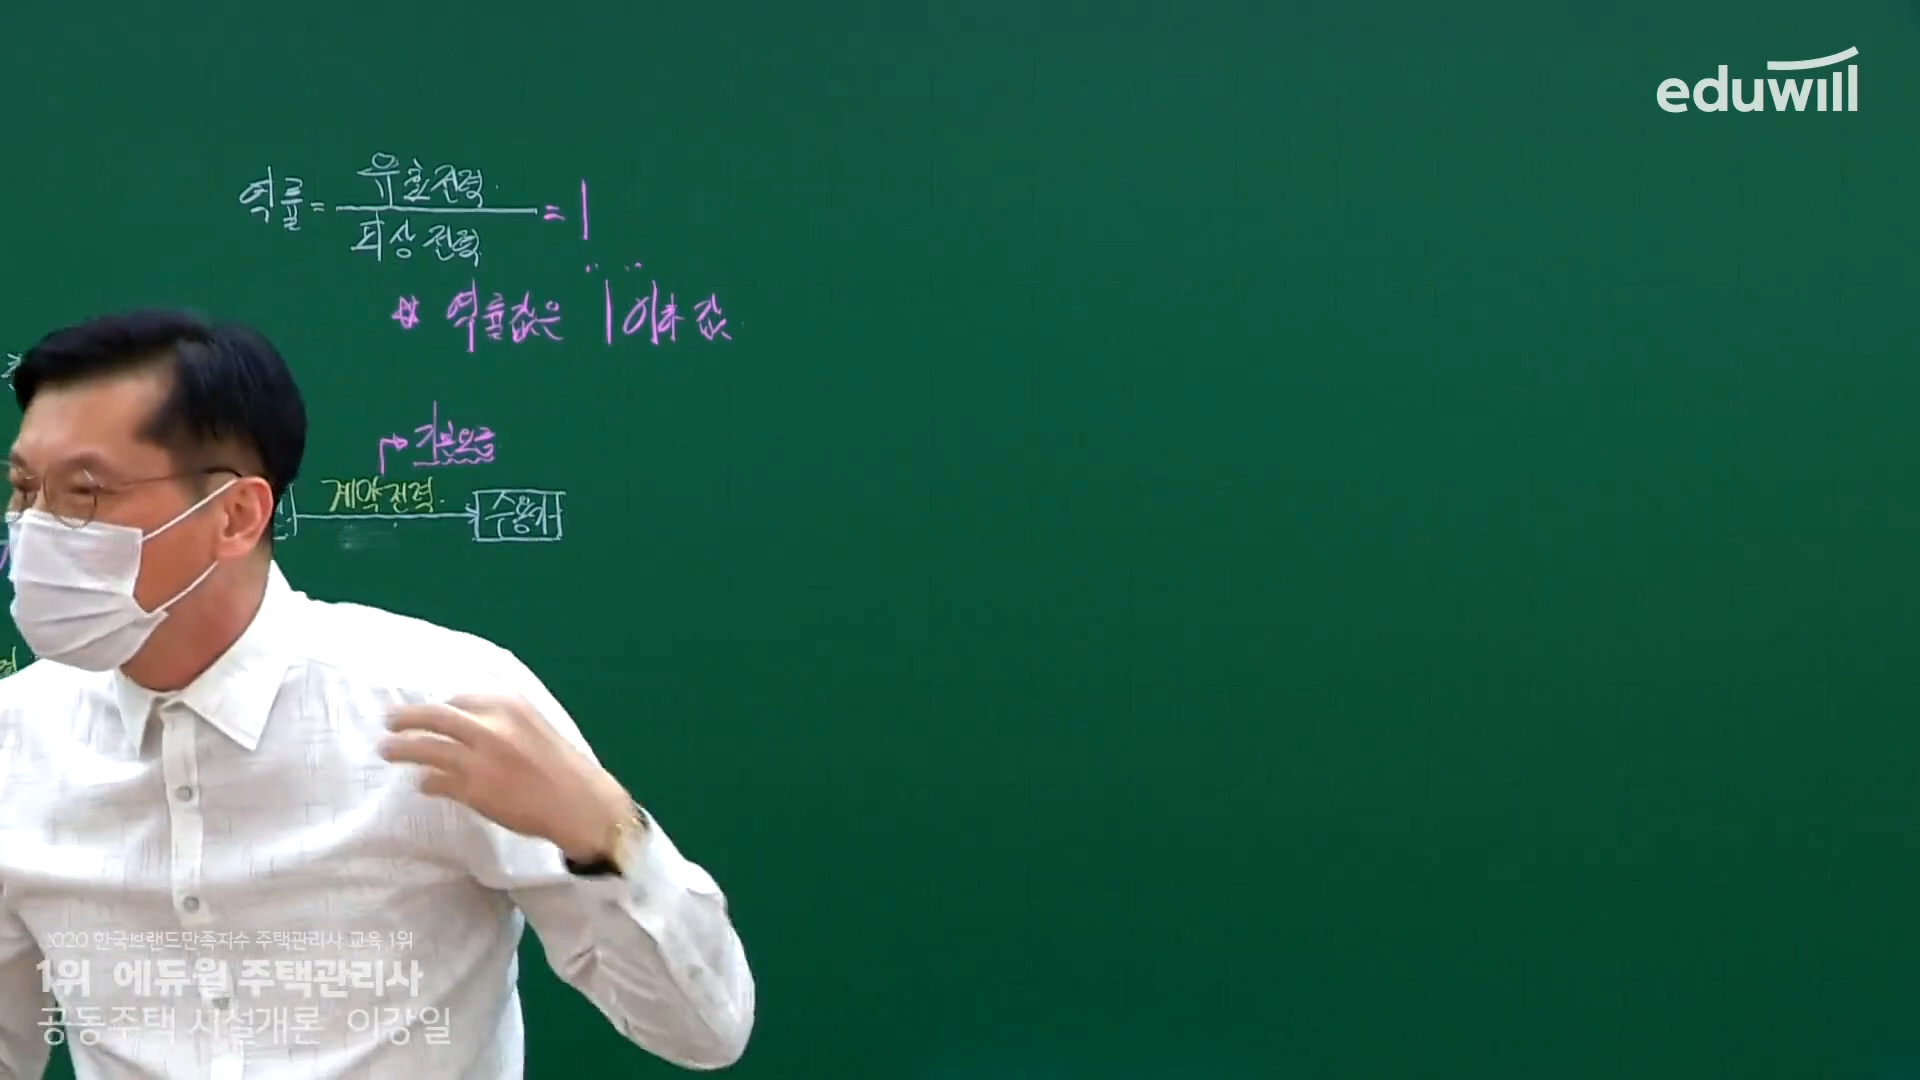 eduwill
역률 = 유효전력 / 피상전력 = 1
* 역률값은 1 이하 값.
→ 기본요금
계약전력.
수용가
2020 한국브랜드만족지수 주택관리사 교육 1위
1위 에듀윌 주택관리사
공동주택 시설개론 이강일